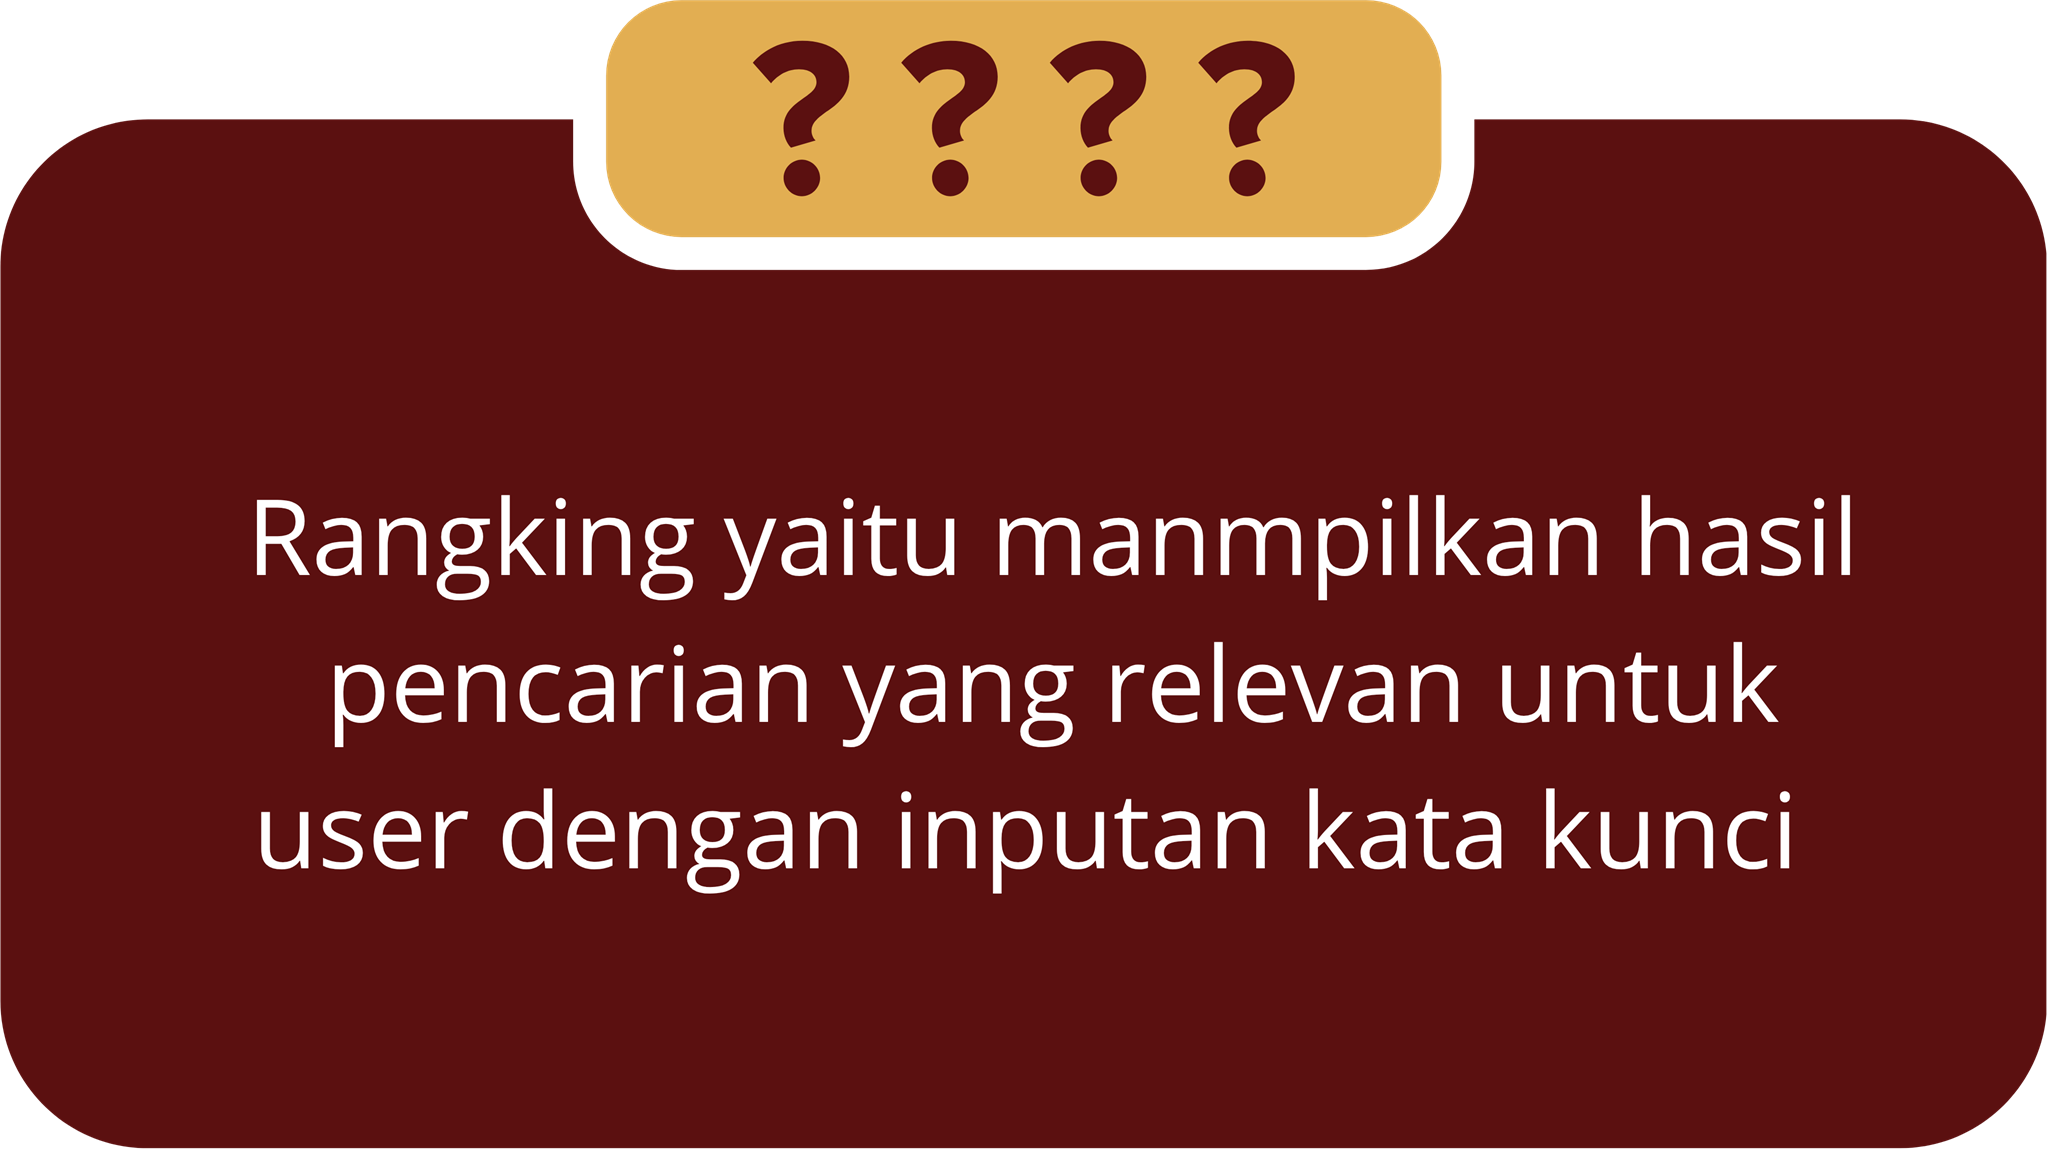 ? ? ? ?
Rangking yaitu manmpilkan hasil
pencarian yang relevan untuk
user dengan inputan kata kunci